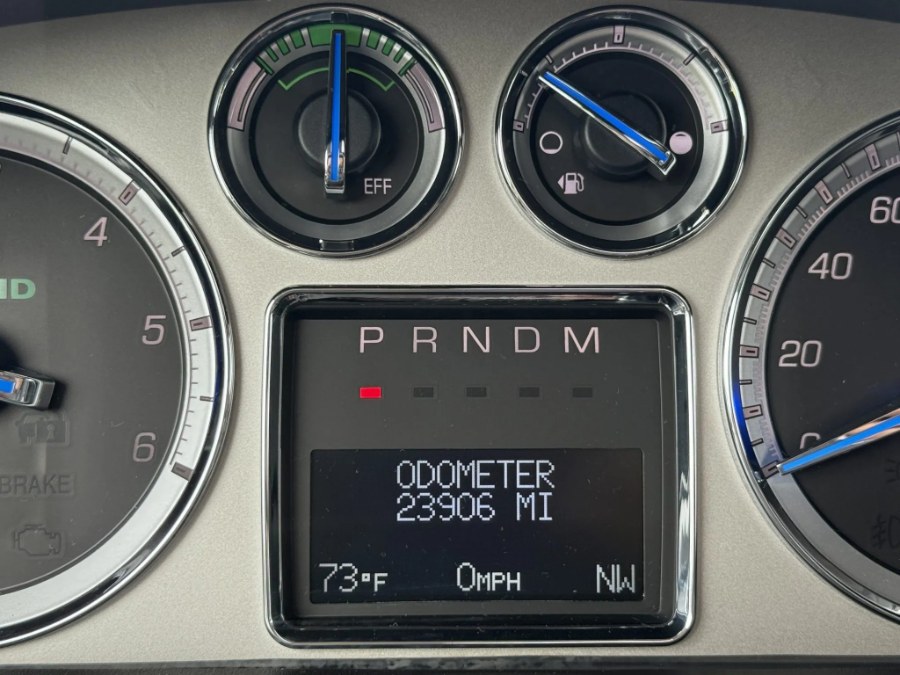 EFF
4
5
6
BRAKE
P R N D M
ODOMETER
23906 MI
73°F 0MPH NW
60
40
20